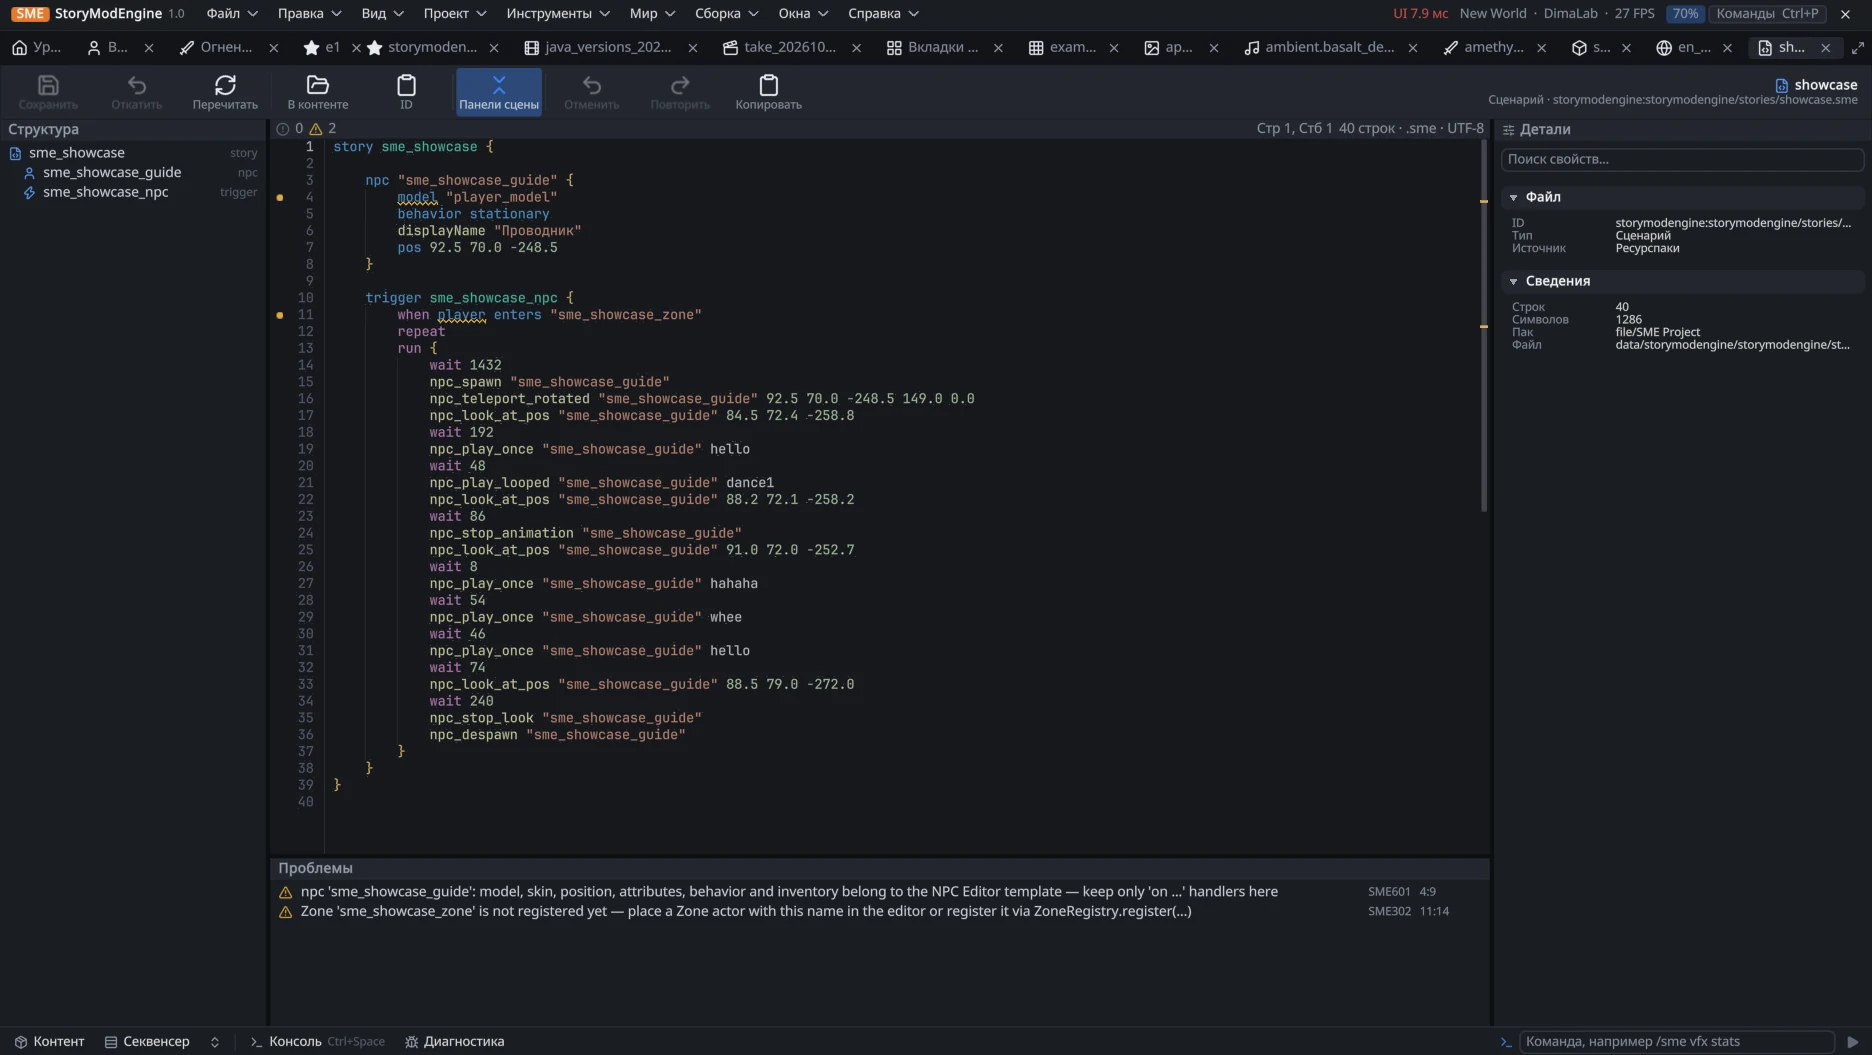 SME StoryModEngine 1.0 Файл Правка Вид Проект Инструменты Мир Сборка Окна Справка UI 7.9 мс New World · DimaLab · 27 FPS 70% Команды Ctrl+P
Ур... В... Огнен... e1 storymoden... java_versions_202... take_202610... Вкладки ... exam... ap... ambient.basalt_de... amethy... s... en_... sh...
Сохранить Откатить Перечитать В контенте ID Панели сцены Отменить Повторить Копировать
showcase
Сценарий · storymodengine:storymodengine/stories/showcase.sme
Структура
sme_showcase story
sme_showcase_guide npc
sme_showcase_npc trigger
0 2 Стр 1, Стб 1 40 строк · .sme · UTF-8
1 story sme_showcase {
2
3 npc "sme_showcase_guide" {
4 model "player_model"
5 behavior stationary
6 displayName "Проводник"
7 pos 92.5 70.0 -248.5
8 }
9
10 trigger sme_showcase_npc {
11 when player enters "sme_showcase_zone"
12 repeat
13 run {
14 wait 1432
15 npc_spawn "sme_showcase_guide"
16 npc_teleport_rotated "sme_showcase_guide" 92.5 70.0 -248.5 149.0 0.0
17 npc_look_at_pos "sme_showcase_guide" 84.5 72.4 -258.8
18 wait 192
19 npc_play_once "sme_showcase_guide" hello
20 wait 48
21 npc_play_looped "sme_showcase_guide" dance1
22 npc_look_at_pos "sme_showcase_guide" 88.2 72.1 -258.2
23 wait 86
24 npc_stop_animation "sme_showcase_guide"
25 npc_look_at_pos "sme_showcase_guide" 91.0 72.0 -252.7
26 wait 8
27 npc_play_once "sme_showcase_guide" hahaha
28 wait 54
29 npc_play_once "sme_showcase_guide" whee
30 wait 46
31 npc_play_once "sme_showcase_guide" hello
32 wait 74
33 npc_look_at_pos "sme_showcase_guide" 88.5 79.0 -272.0
34 wait 240
35 npc_stop_look "sme_showcase_guide"
36 npc_despawn "sme_showcase_guide"
37 }
38 }
39 }
40
Проблемы
npc 'sme_showcase_guide': model, skin, position, attributes, behavior and inventory belong to the NPC Editor template — keep only 'on ...' handlers here SME601 4:9
Zone 'sme_showcase_zone' is not registered yet — place a Zone actor with this name in the editor or register it via ZoneRegistry.register(...) SME302 11:14
Детали
Поиск свойств...
Файл
ID storymodengine:storymodengine/stories/...
Тип Сценарий
Источник Ресурспаки
Сведения
Строк 40
Символов 1286
Пак file/SME Project
Файл data/storymodengine/storymodengine/st...
Контент Секвенсер Консоль Ctrl+Space Диагностика Команда, например /sme vfx stats